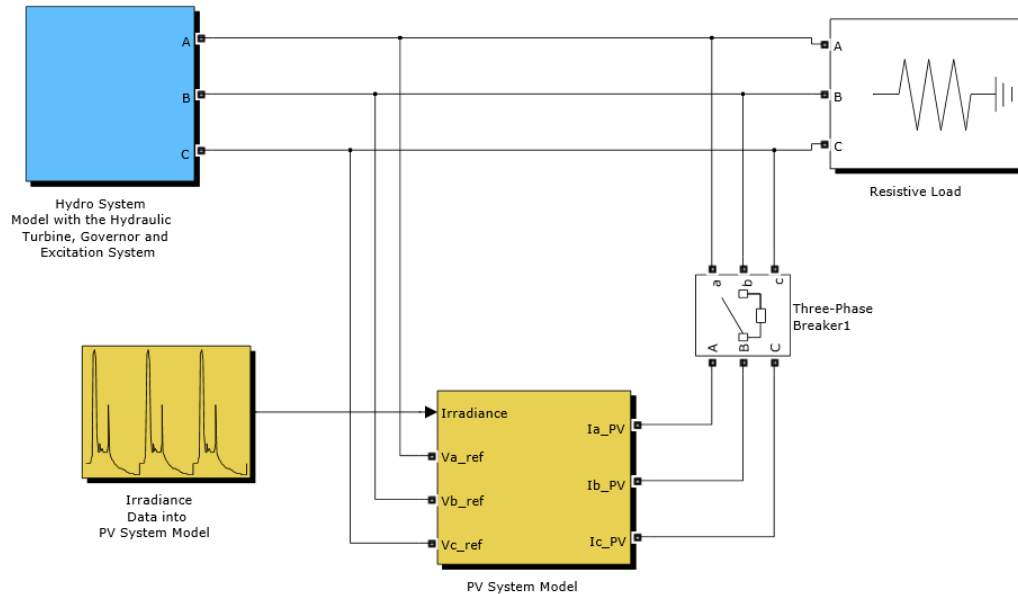 A
B
C
Hydro System
Model with the Hydraulic
Turbine, Governor and
Excitation System
A
B
C
Resistive Load
a b c
A B C
Three-Phase
Breaker1
Irradiance
Data into
PV System Model
Irradiance
Va_ref
Vb_ref
Vc_ref
Ia_PV
Ib_PV
Ic_PV
PV System Model